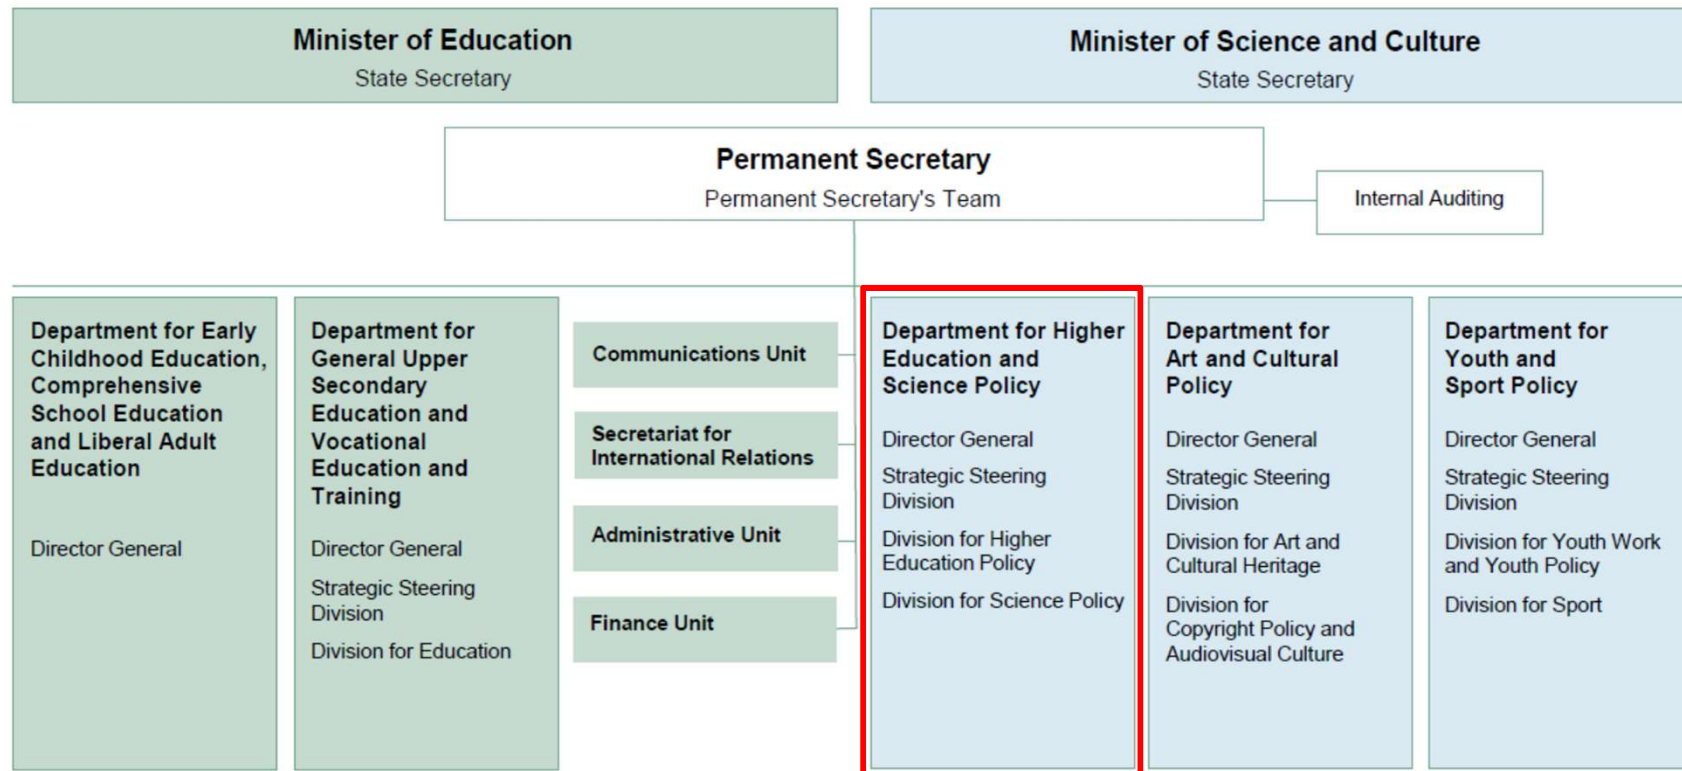 Minister of Education
State Secretary
Minister of Science and Culture
State Secretary
Permanent Secretary
Permanent Secretary's Team
Internal Auditing
Department for Early
Childhood Education,
Comprehensive
School Education
and Liberal Adult
Education
Director General
Department for
General Upper
Secondary
Education and
Vocational
Education and
Training
Director General
Strategic Steering
Division
Division for Education
Communications Unit
Secretariat for
International Relations
Administrative Unit
Finance Unit
Department for Higher
Education and
Science Policy
Director General
Strategic Steering
Division
Division for Higher
Education Policy
Division for Science Policy
Department for
Art and Cultural
Policy
Director General
Strategic Steering
Division
Division for Art and
Cultural Heritage
Division for
Copyright Policy and
Audiovisual Culture
Department for
Youth and
Sport Policy
Director General
Strategic Steering
Division
Division for Youth Work
and Youth Policy
Division for Sport